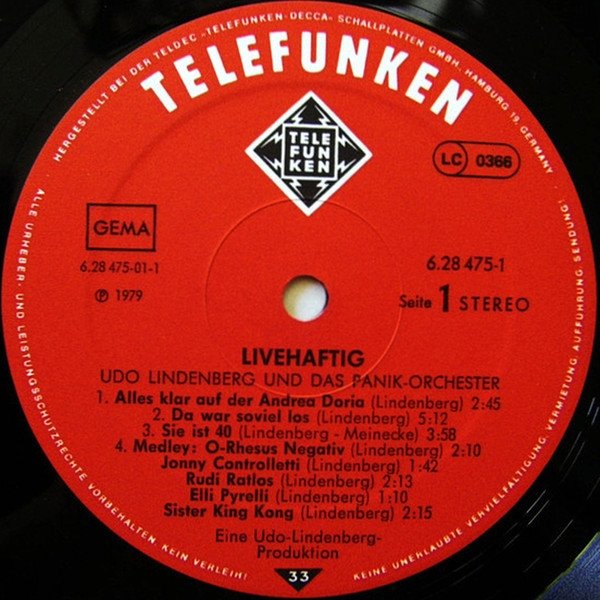 HERGESTELLT BEI DER TELDEC »TELEFUNKEN-DECCA« SCHALLPLATTEN GMBH, HAMBURG 19, GERMANY
TELEFUNKEN
TELE
FUN
KEN
LC 0366
GEMA
6.28 475-01-1
℗ 1979
6.28 475-1
Seite 1 STEREO
LIVEHAFTIG
UDO LINDENBERG UND DAS PANIK-ORCHESTER
1. Alles klar auf der Andrea Doria (Lindenberg) 2:45
2. Da war soviel los (Lindenberg) 5:12
3. Sie ist 40 (Lindenberg - Meinecke) 3:58
4. Medley: O-Rhesus Negativ (Lindenberg) 2:10
Jonny Controlletti (Lindenberg) 1:42
Rudi Ratlos (Lindenberg) 2:13
Elli Pyrelli (Lindenberg) 1:10
Sister King Kong (Lindenberg) 2:15
Eine Udo-Lindenberg-
Produktion
33
ALLE URHEBER- UND LEISTUNGSSCHUTZRECHTE VORBEHALTEN. KEIN VERLEIH!
KEINE UNERLAUBTE VERVIELFÄLTIGUNG, VERMIETUNG, AUFFÜHRUNG, SENDUNG!